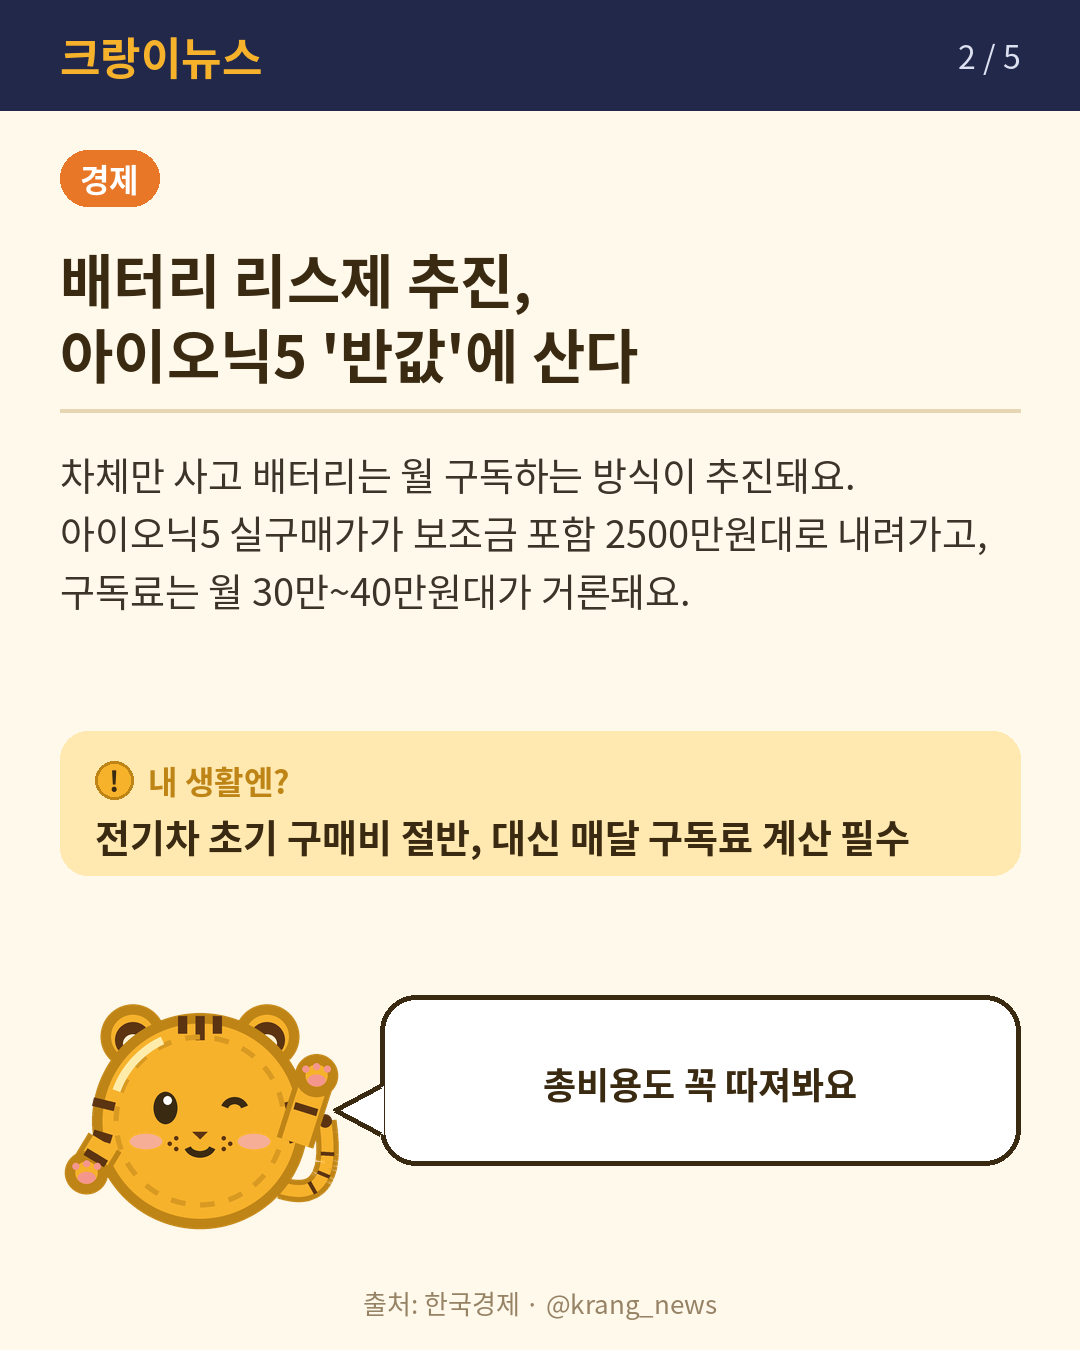 크랑이뉴스
2 / 5
경제
배터리 리스제 추진,
아이오닉5 '반값'에 산다
차체만 사고 배터리는 월 구독하는 방식이 추진돼요.
아이오닉5 실구매가가 보조금 포함 2500만원대로 내려가고,
구독료는 월 30만~40만원대가 거론돼요.
! 내 생활엔?
전기차 초기 구매비 절반, 대신 매달 구독료 계산 필수
총비용도 꼭 따져봐요
출처: 한국경제 · @krang_news